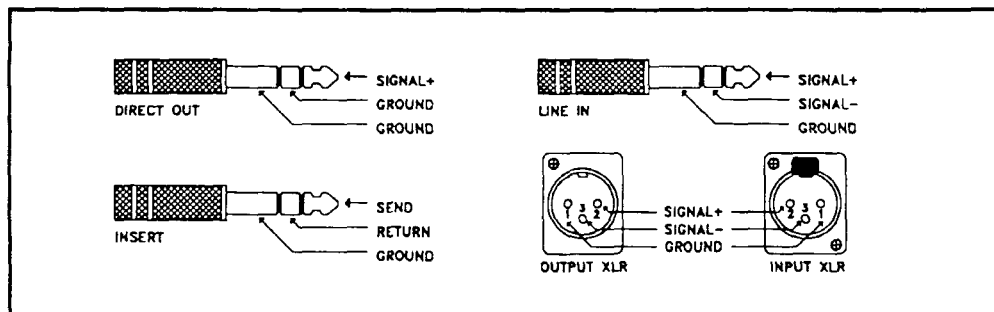 SIGNAL+
GROUND
GROUND
DIRECT OUT
SIGNAL+
SIGNAL-
GROUND
LINE IN
SEND
RETURN
GROUND
INSERT
1
3
2
OUTPUT XLR
SIGNAL+
SIGNAL-
GROUND
2
3
1
INPUT XLR